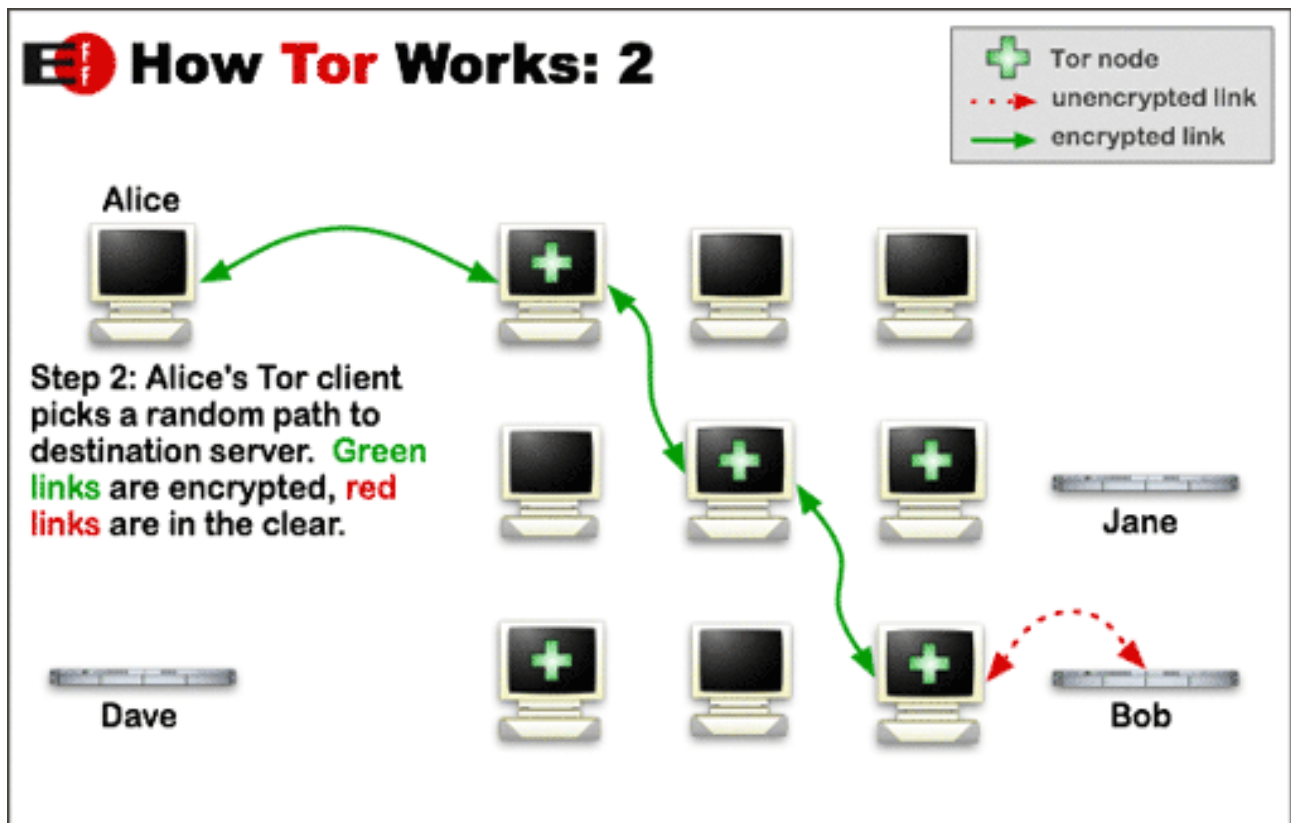 EFF How Tor Works: 2
Tor node
unencrypted link
encrypted link
Alice
Step 2: Alice's Tor client
picks a random path to
destination server. Green
links are encrypted, red
links are in the clear.
Jane
Dave
Bob